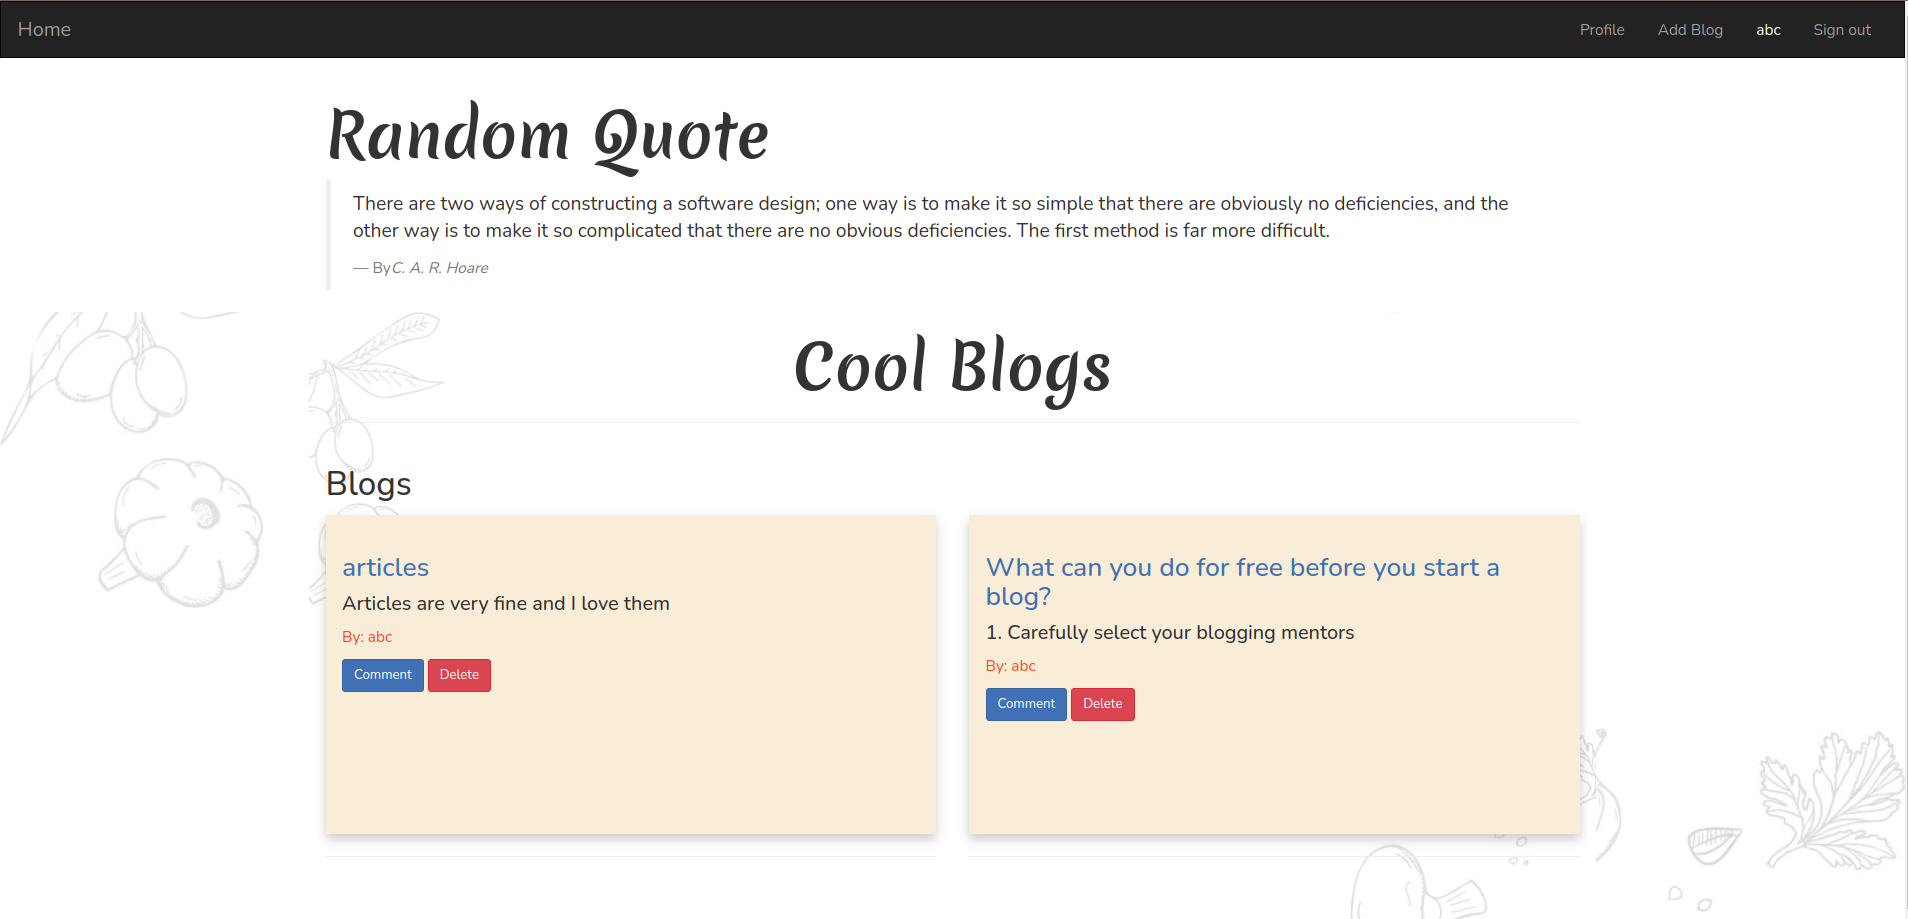 Home Profile Add Blog abc Sign out
Random Quote
There are two ways of constructing a software design; one way is to make it so simple that there are obviously no deficiencies, and the
other way is to make it so complicated that there are no obvious deficiencies. The first method is far more difficult.
— ByC. A. R. Hoare
Cool Blogs
Blogs
articles
Articles are very fine and I love them
By: abc
Comment Delete
What can you do for free before you start a
blog?
1. Carefully select your blogging mentors
By: abc
Comment Delete